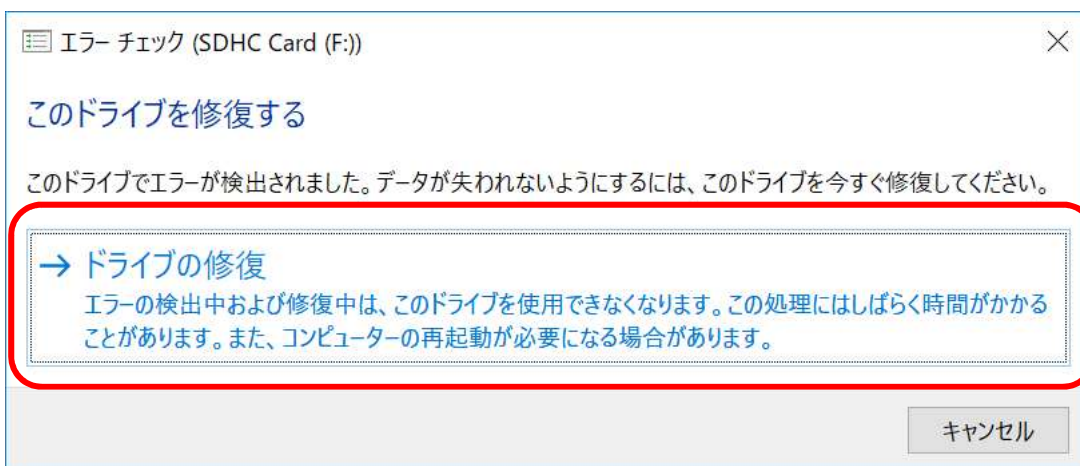 エラー チェック (SDHC Card (F:))
このドライブを修復する
このドライブでエラーが検出されました。データが失われないようにするには、このドライブを今すぐ修復してください。
→ ドライブの修復
エラーの検出中および修復中は、このドライブを使用できなくなります。この処理にはしばらく時間がかかる
ことがあります。また、コンピューターの再起動が必要になる場合があります。
キャンセル